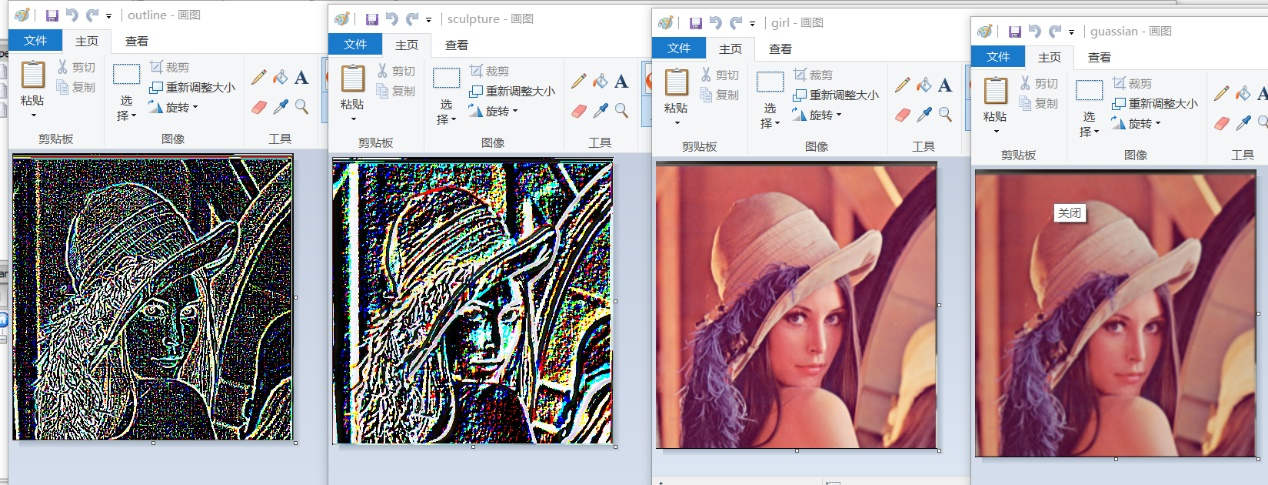 outline - 画图
文件 主页 查看
粘贴
剪切
复制
选择
裁剪
重新调整大小
旋转
A
剪贴板 图像 工具
sculpture - 画图
文件 主页 查看
粘贴
剪切
复制
选择
裁剪
重新调整大小
旋转
A
剪贴板 图像 工具
girl - 画图
文件 主页 查看
粘贴
剪切
复制
选择
裁剪
重新调整大小
旋转
A
剪贴板 图像 工具
guassian - 画图
文件 主页 查看
粘贴
剪切
复制
选择
裁剪
重新调整大小
旋转
A
剪贴板 图像 工具
关闭